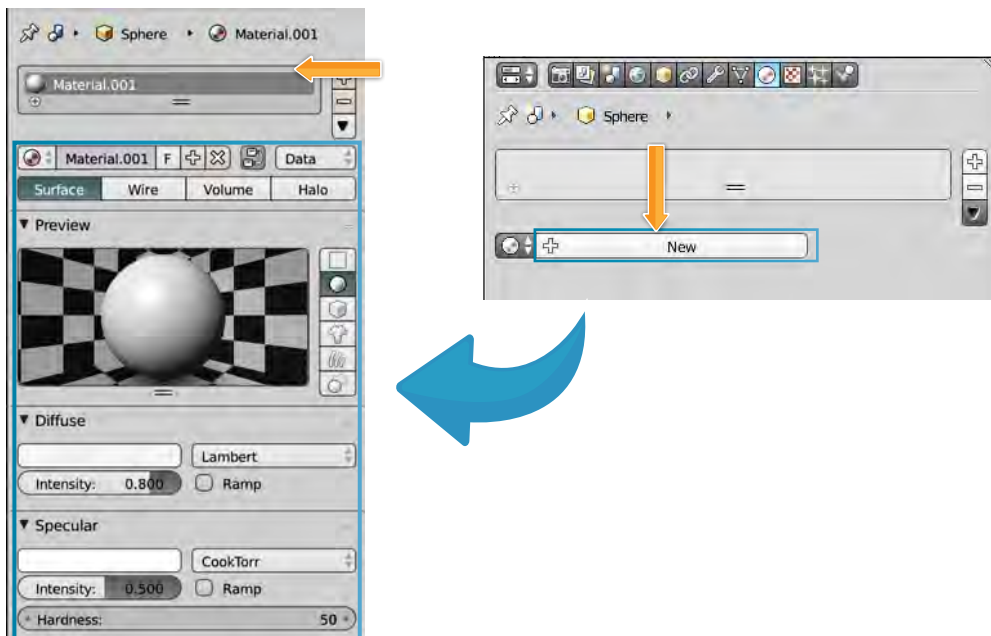 Sphere Material.001
Material.001
Material.001 F Data
Surface Wire Volume Halo
Preview
Diffuse
Lambert
Intensity: 0.800 Ramp
Specular
CookTorr
Intensity: 0.500 Ramp
Hardness: 50
Sphere
New